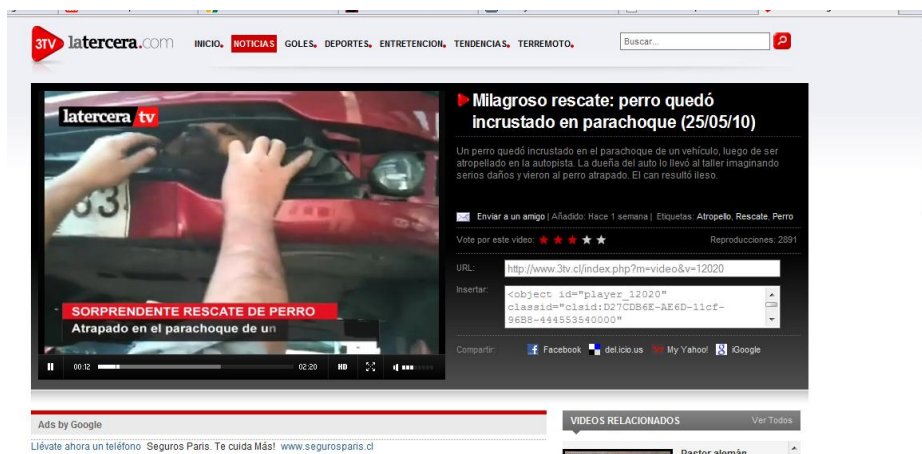 3TV latercera.com
INICIO. NOTICIAS GOLES. DEPORTES. ENTRETENCION. TENDENCIAS. TERREMOTO.
Buscar...
latercera tv
33
SORPRENDENTE RESCATE DE PERRO
Atrapado en el parachoque de un
00:12
02:20
HD
Milagroso rescate: perro quedó
incrustado en parachoque (25/05/10)
Un perro quedó incrustado en el parachoque de un vehículo, luego de ser
atropellado en la autopista. La dueña del auto lo llevó al taller imaginando
serios daños y vieron al perro atrapado. El can resultó ileso.
Enviar a un amigo | Añadido: Hace 1 semana | Etiquetas: Atropello, Rescate, Perro
Vote por este video:
Reproducciones: 2891
URL: http://www.3tv.cl/index.php?m=video&v=12020
Insertar: <object id="player_12020"
classid="clsid:D27CDB6E-AE6D-11cf-
96B8-444553540000"
Compartir: Facebook del.icio.us My Yahoo! iGoogle
Ads by Google
Llévate ahora un teléfono Seguros Paris. Te cuida Más! www.segurosparis.cl
VIDEOS RELACIONADOS Ver Todos
Pastor alemán